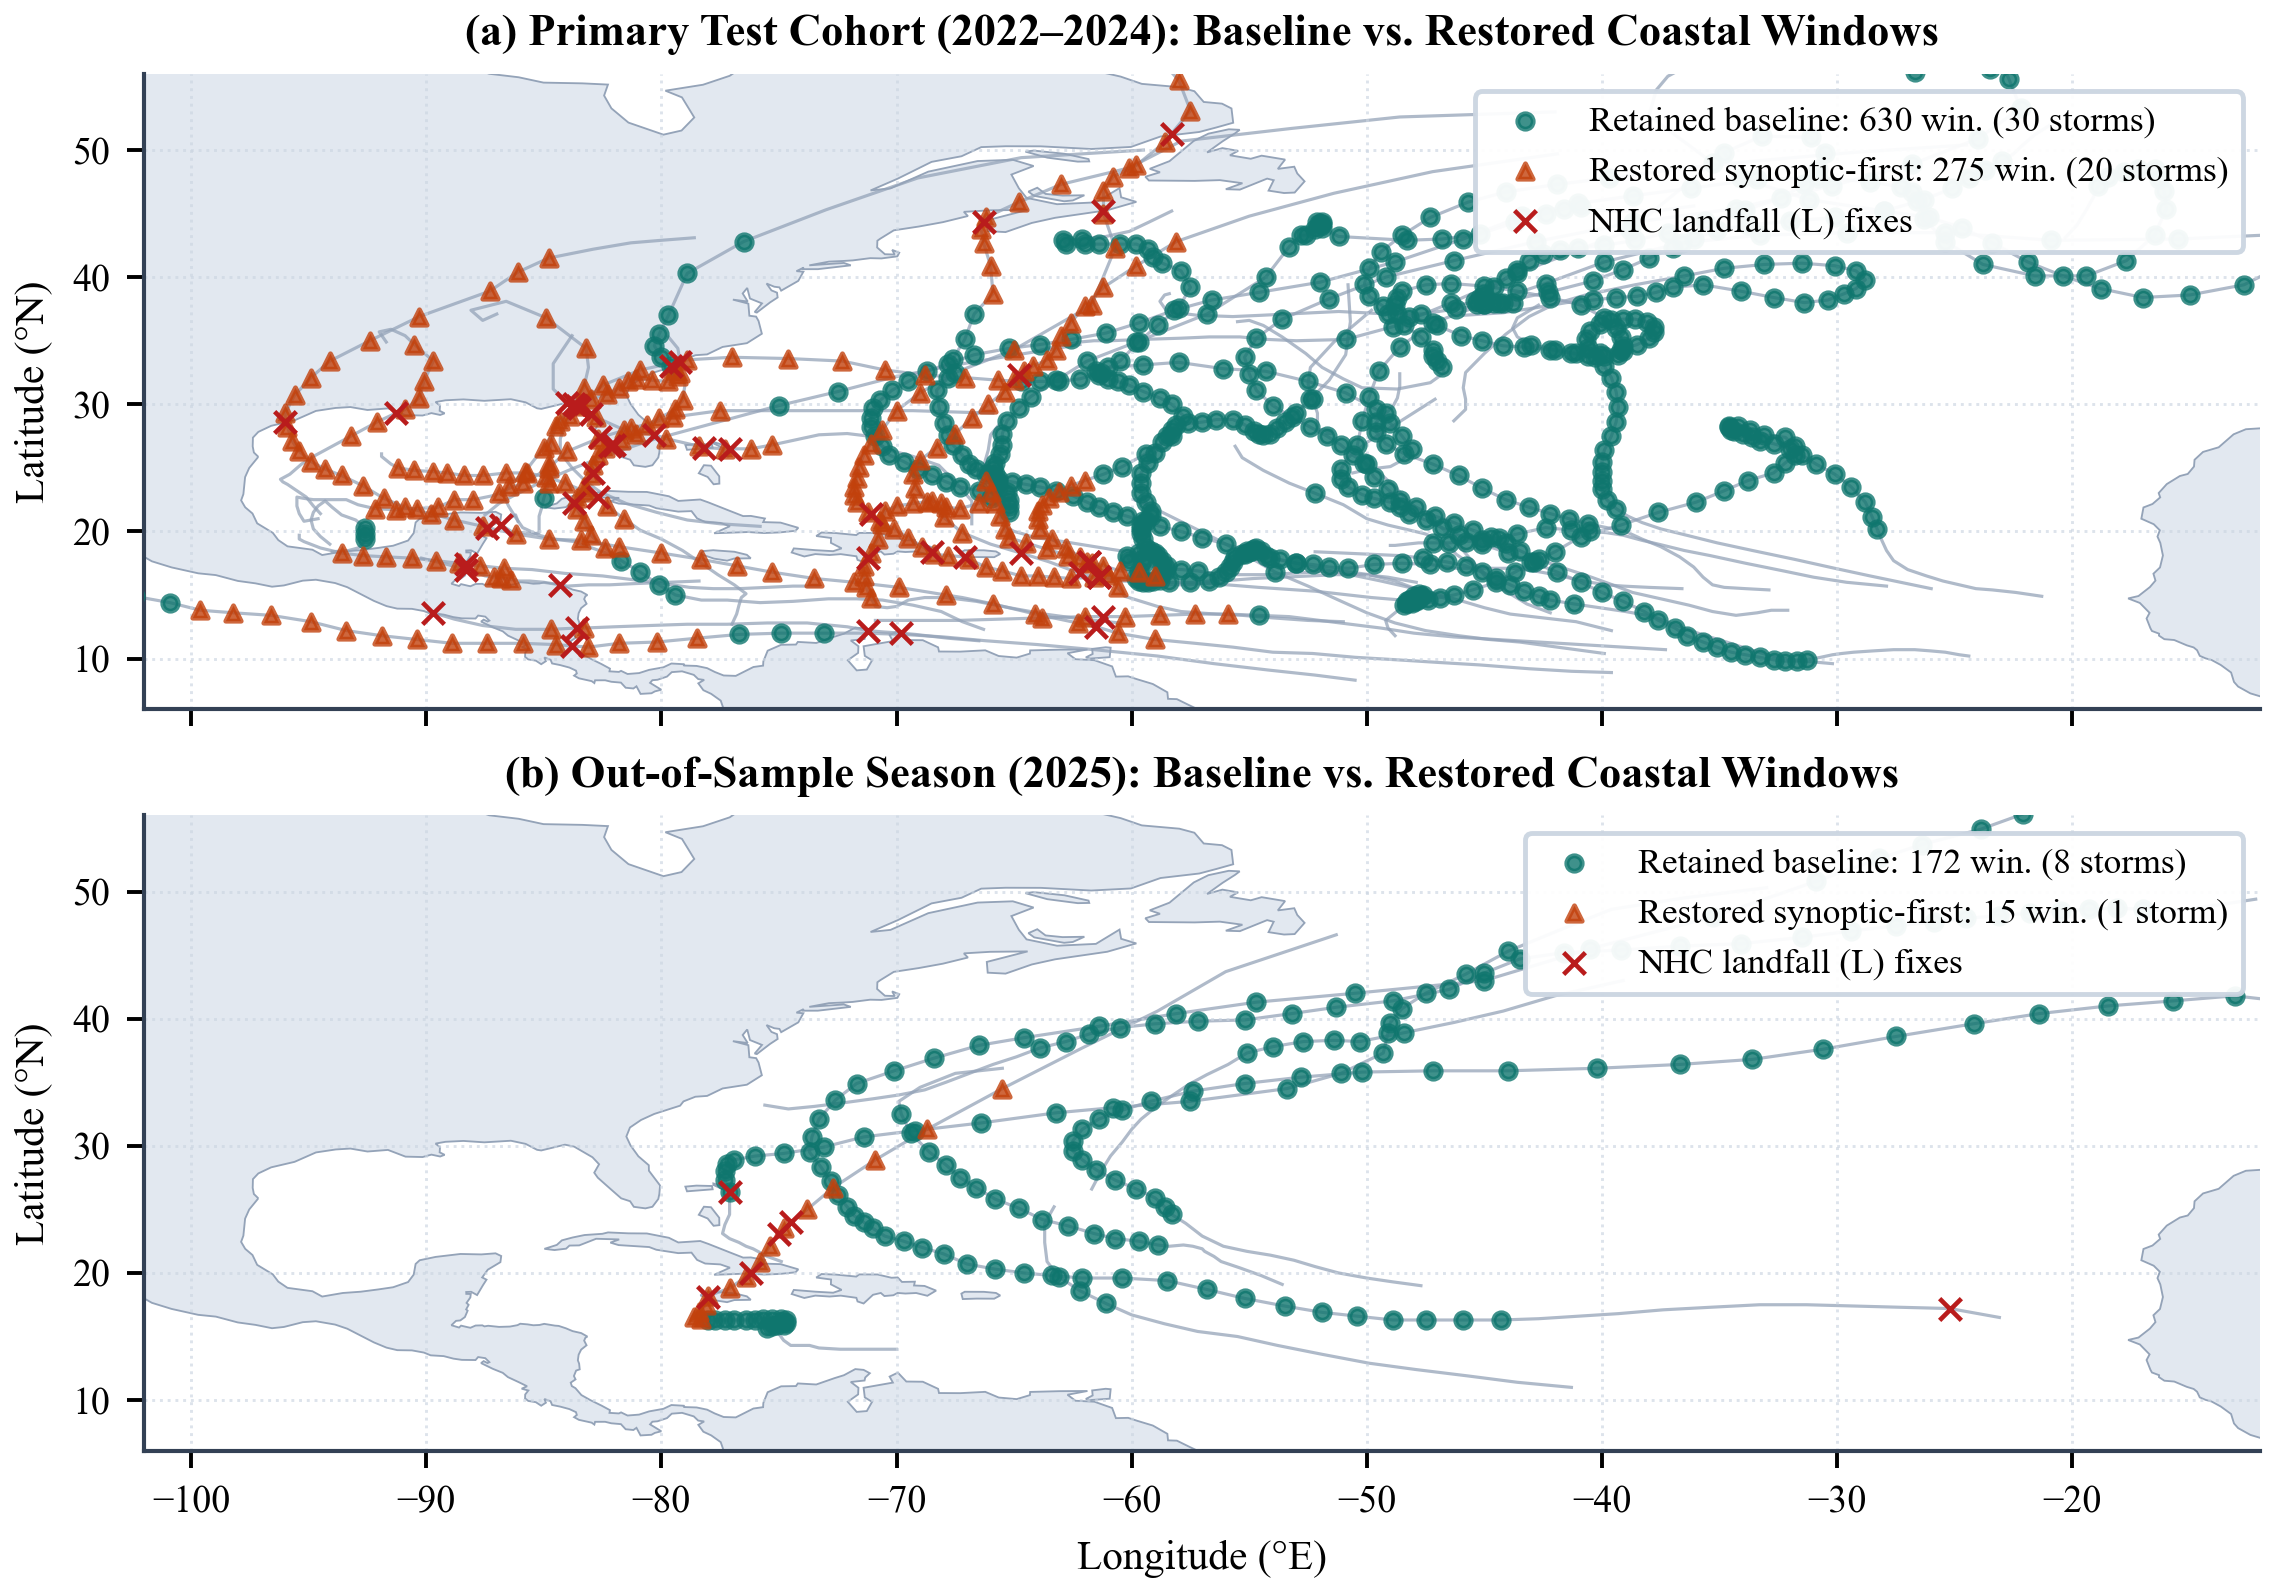 (a) Primary Test Cohort (2022–2024): Baseline vs. Restored Coastal Windows
Retained baseline: 630 win. (30 storms)
Restored synoptic-first: 275 win. (20 storms)
NHC landfall (L) fixes
50
40
30
20
10
Latitude (°N)
(b) Out-of-Sample Season (2025): Baseline vs. Restored Coastal Windows
Retained baseline: 172 win. (8 storms)
Restored synoptic-first: 15 win. (1 storm)
NHC landfall (L) fixes
50
40
30
20
10
Latitude (°N)
−100 −90 −80 −70 −60 −50 −40 −30 −20
Longitude (°E)